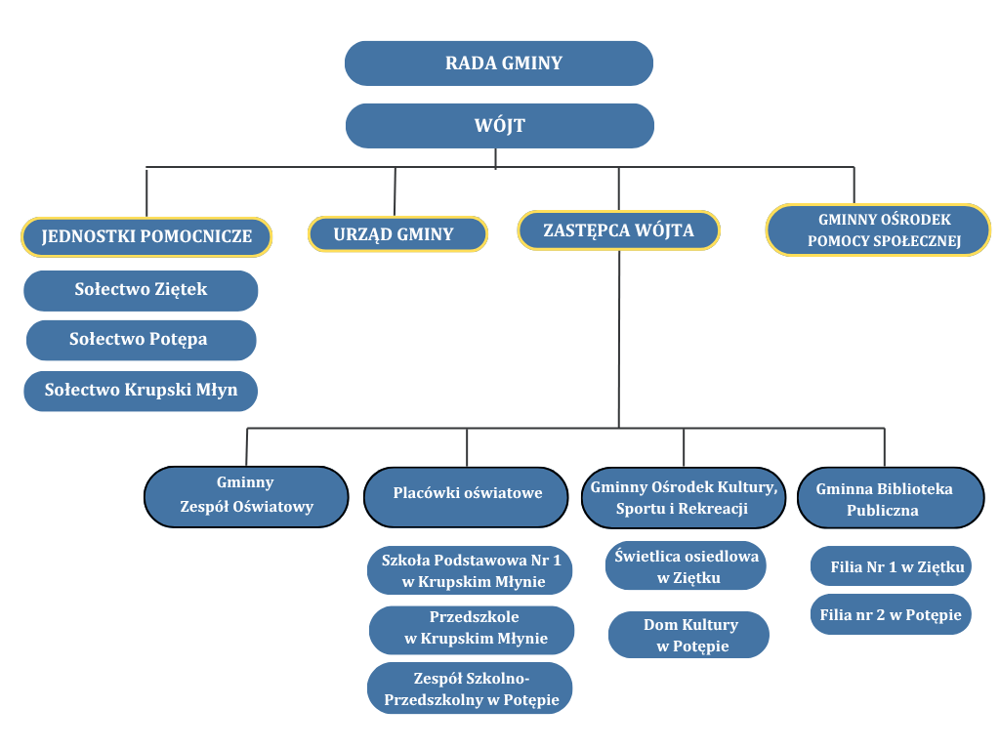 RADA GMINY
WÓJT
JEDNOSTKI POMOCNICZE
URZĄD GMINY
ZASTĘPCA WÓJTA
GMINNY OŚRODEK
POMOCY SPOŁECZNEJ
Sołectwo Ziętek
Sołectwo Potępa
Sołectwo Krupski Młyn
Gminny
Zespół Oświatowy
Placówki oświatowe
Szkoła Podstawowa Nr 1
w Krupskim Młynie
Przedszkole
w Krupskim Młynie
Zespół Szkolno-
Przedszkolny w Potępie
Gminny Ośrodek Kultury,
Sportu i Rekreacji
Świetlica osiedlowa
w Ziętku
Dom Kultury
w Potępie
Gminna Biblioteka
Publiczna
Filia Nr 1 w Ziętku
Filia nr 2 w Potępie